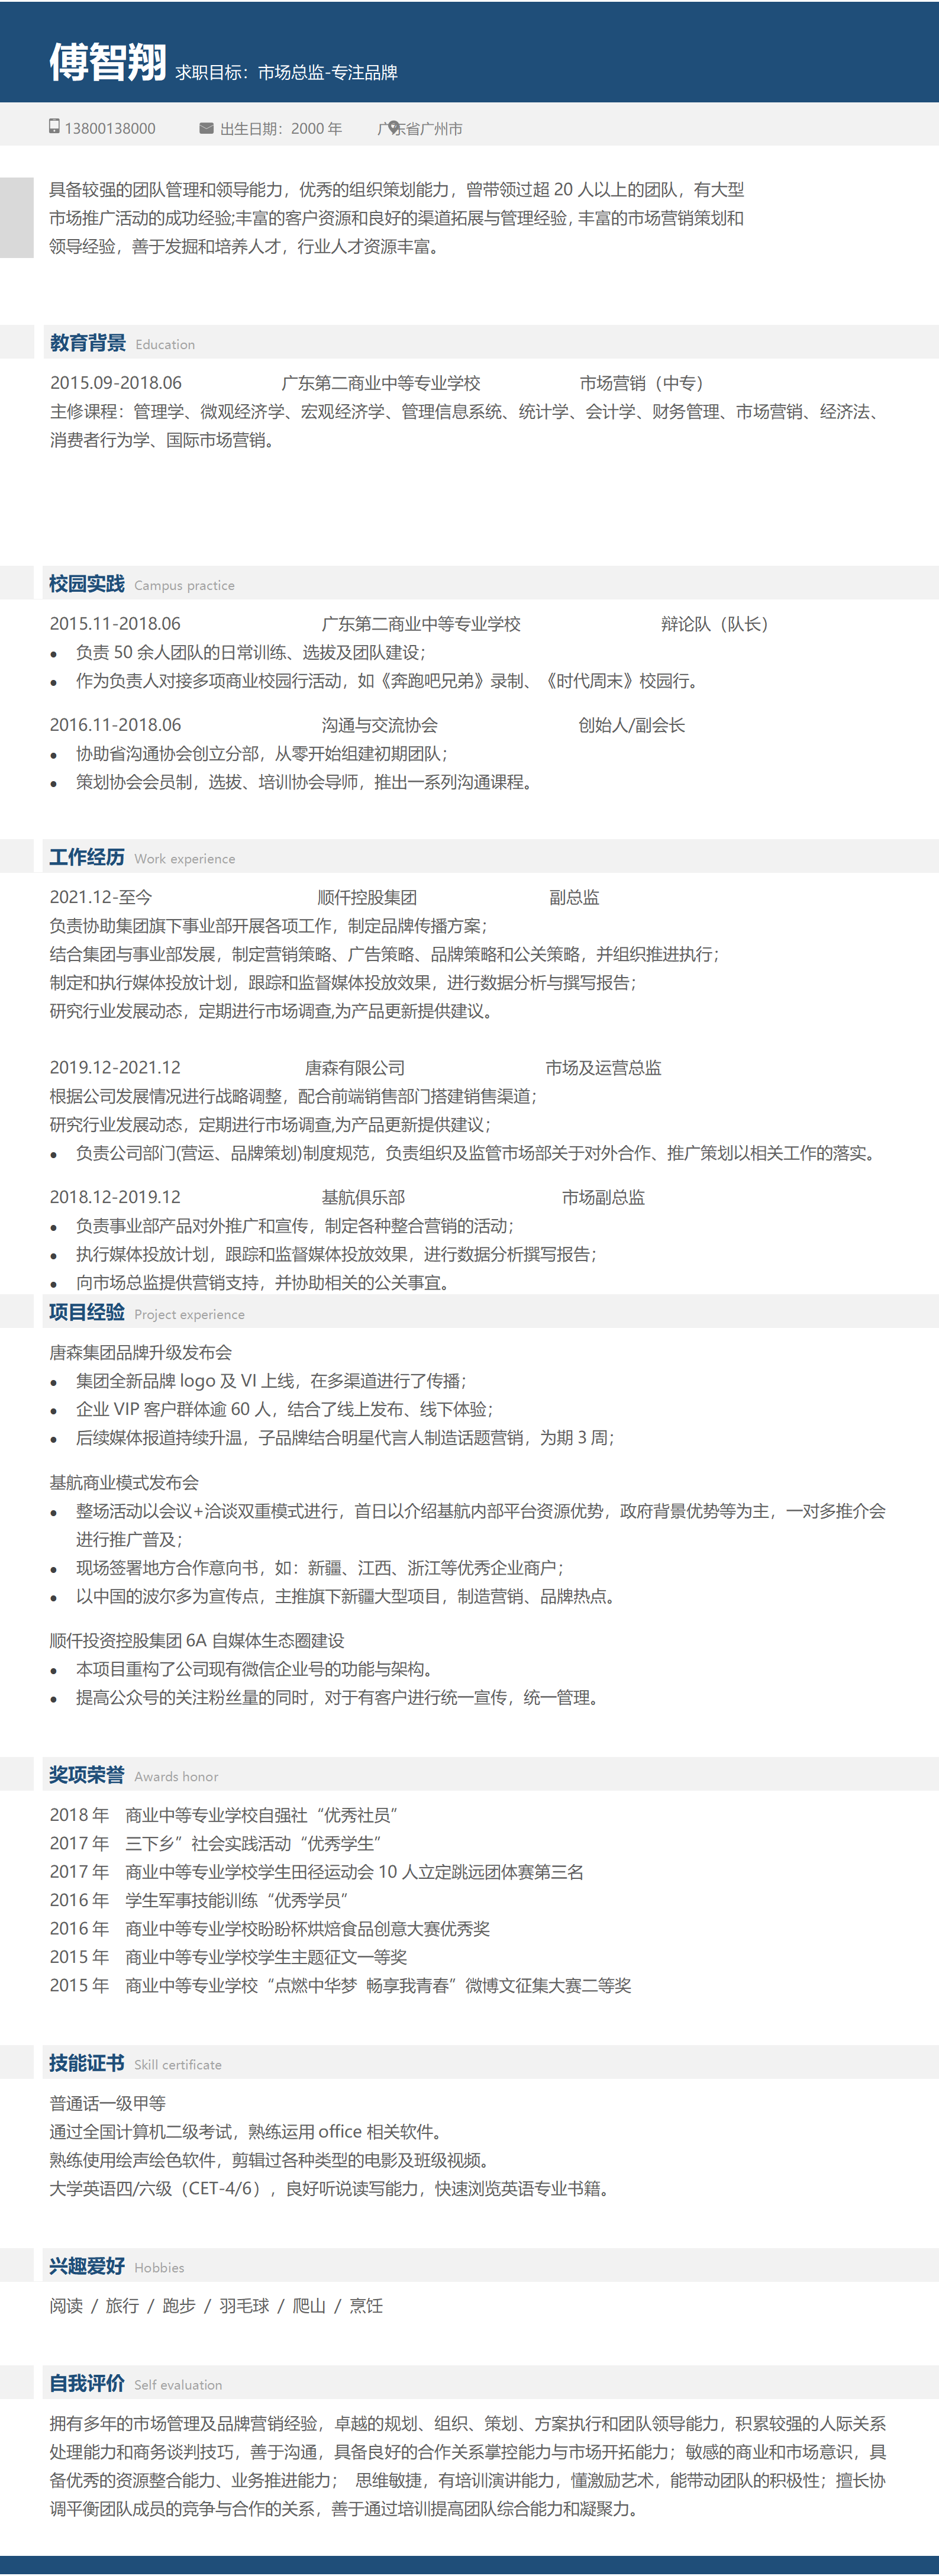 傅智翔 求职目标：市场总监-专注品牌
13800138000 出生日期：2000 年 广东省广州市
具备较强的团队管理和领导能力，优秀的组织策划能力，曾带领过超 20 人以上的团队，有大型
市场推广活动的成功经验;丰富的客户资源和良好的渠道拓展与管理经验, 丰富的市场营销策划和
领导经验，善于发掘和培养人才，行业人才资源丰富。
教育背景 Education
2015.09-2018.06 广东第二商业中等专业学校 市场营销（中专）
主修课程：管理学、微观经济学、宏观经济学、管理信息系统、统计学、会计学、财务管理、市场营销、经济法、
消费者行为学、国际市场营销。
校园实践 Campus practice
2015.11-2018.06 广东第二商业中等专业学校 辩论队（队长）
● 负责 50 余人团队的日常训练、选拔及团队建设；
● 作为负责人对接多项商业校园行活动，如《奔跑吧兄弟》录制、《时代周末》校园行。
2016.11-2018.06 沟通与交流协会 创始人/副会长
● 协助省沟通协会创立分部，从零开始组建初期团队；
● 策划协会会员制，选拔、培训协会导师，推出一系列沟通课程。
工作经历 Work experience
2021.12-至今 顺仟控股集团 副总监
负责协助集团旗下事业部开展各项工作，制定品牌传播方案；
结合集团与事业部发展，制定营销策略、广告策略、品牌策略和公关策略，并组织推进执行；
制定和执行媒体投放计划，跟踪和监督媒体投放效果，进行数据分析与撰写报告；
研究行业发展动态，定期进行市场调查,为产品更新提供建议。
2019.12-2021.12 唐森有限公司 市场及运营总监
根据公司发展情况进行战略调整，配合前端销售部门搭建销售渠道；
研究行业发展动态，定期进行市场调查,为产品更新提供建议；
● 负责公司部门(营运、品牌策划)制度规范，负责组织及监管市场部关于对外合作、推广策划以相关工作的落实。
2018.12-2019.12 基航俱乐部 市场副总监
● 负责事业部产品对外推广和宣传，制定各种整合营销的活动；
● 执行媒体投放计划，跟踪和监督媒体投放效果，进行数据分析撰写报告；
● 向市场总监提供营销支持，并协助相关的公关事宜。
项目经验 Project experience
唐森集团品牌升级发布会
● 集团全新品牌 logo 及 VI 上线，在多渠道进行了传播；
● 企业 VIP 客户群体逾 60 人，结合了线上发布、线下体验；
● 后续媒体报道持续升温，子品牌结合明星代言人制造话题营销，为期 3 周；
基航商业模式发布会
● 整场活动以会议+洽谈双重模式进行，首日以介绍基航内部平台资源优势，政府背景优势等为主，一对多推介会
进行推广普及；
● 现场签署地方合作意向书，如：新疆、江西、浙江等优秀企业商户；
● 以中国的波尔多为宣传点，主推旗下新疆大型项目，制造营销、品牌热点。
顺仟投资控股集团 6A 自媒体生态圈建设
● 本项目重构了公司现有微信企业号的功能与架构。
● 提高公众号的关注粉丝量的同时，对于有客户进行统一宣传，统一管理。
奖项荣誉 Awards honor
2018 年 商业中等专业学校自强社“优秀社员”
2017 年 三下乡”社会实践活动“优秀学生”
2017 年 商业中等专业学校学生田径运动会 10 人立定跳远团体赛第三名
2016 年 学生军事技能训练“优秀学员”
2016 年 商业中等专业学校盼盼杯烘焙食品创意大赛优秀奖
2015 年 商业中等专业学校学生主题征文一等奖
2015 年 商业中等专业学校“点燃中华梦 畅享我青春”微博文征集大赛二等奖
技能证书 Skill certificate
普通话一级甲等
通过全国计算机二级考试，熟练运用 office 相关软件。
熟练使用绘声绘色软件，剪辑过各种类型的电影及班级视频。
大学英语四/六级（CET-4/6），良好听说读写能力，快速浏览英语专业书籍。
兴趣爱好 Hobbies
阅读 / 旅行 / 跑步 / 羽毛球 / 爬山 / 烹饪
自我评价 Self evaluation
拥有多年的市场管理及品牌营销经验，卓越的规划、组织、策划、方案执行和团队领导能力，积累较强的人际关系
处理能力和商务谈判技巧，善于沟通，具备良好的合作关系掌控能力与市场开拓能力；敏感的商业和市场意识，具
备优秀的资源整合能力、业务推进能力； 思维敏捷，有培训演讲能力，懂激励艺术，能带动团队的积极性；擅长协
调平衡团队成员的竞争与合作的关系，善于通过培训提高团队综合能力和凝聚力。